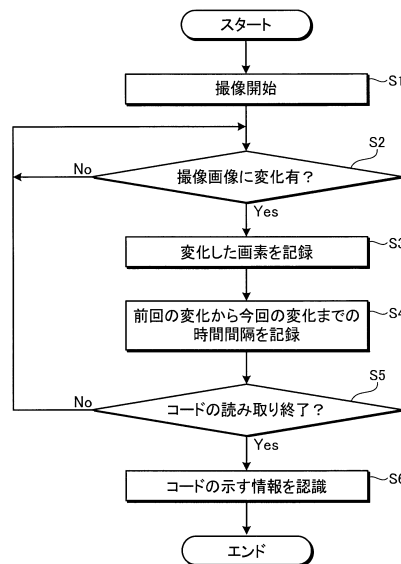 スタート
撮像開始
S1
S2
No
撮像画像に変化有？
Yes
変化した画素を記録
S3
前回の変化から今回の変化までの
時間間隔を記録
S4
S5
No
コードの読み取り終了？
Yes
コードの示す情報を認識
S6
エンド